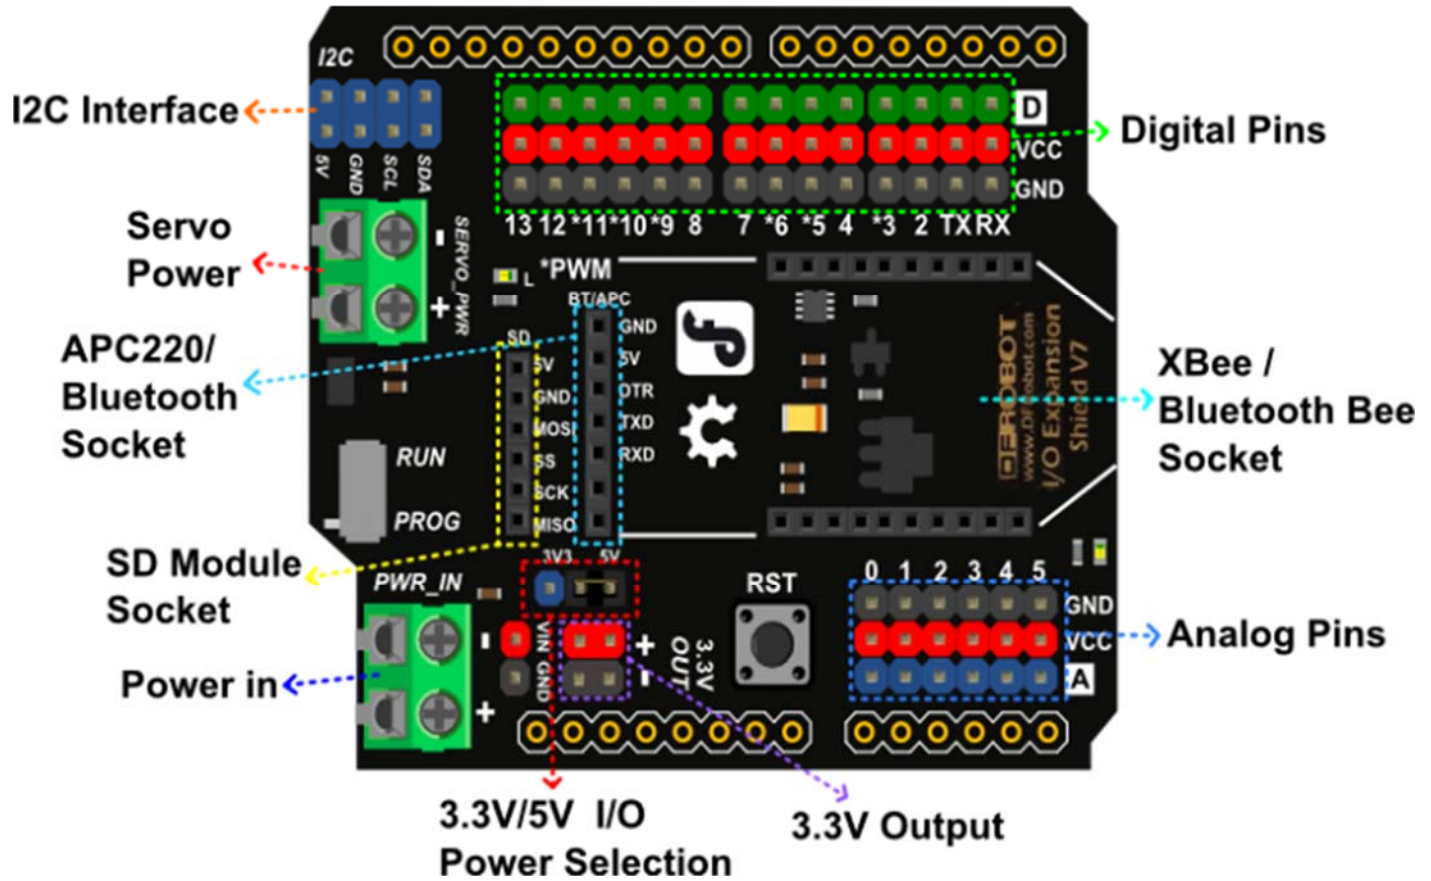 I2C
I2C Interface
5V GND SCL SDA
D
VCC
GND
Digital Pins
13 12 *11 *10 *9 8 7 *6 *5 4 *3 2 TX RX
Servo
Power
-
+
SERVO_PWR
L
*PWM
BT/APC
GND
5V
DTR
TXD
RXD
SD
5V
GND
MOSI
SS
SCK
MISO
APC220/
Bluetooth
Socket
DFROBOT
www.DFRobot.com
I/O Expansion
Shield V7
XBee /
Bluetooth Bee
Socket
RUN
PROG
SD Module
Socket
3V3 5V
PWR_IN
-
+
VIN GND
+
-
3.3V
OUT
RST
0 1 2 3 4 5
GND
VCC
A
Analog Pins
Power in
3.3V/5V I/O
Power Selection
3.3V Output